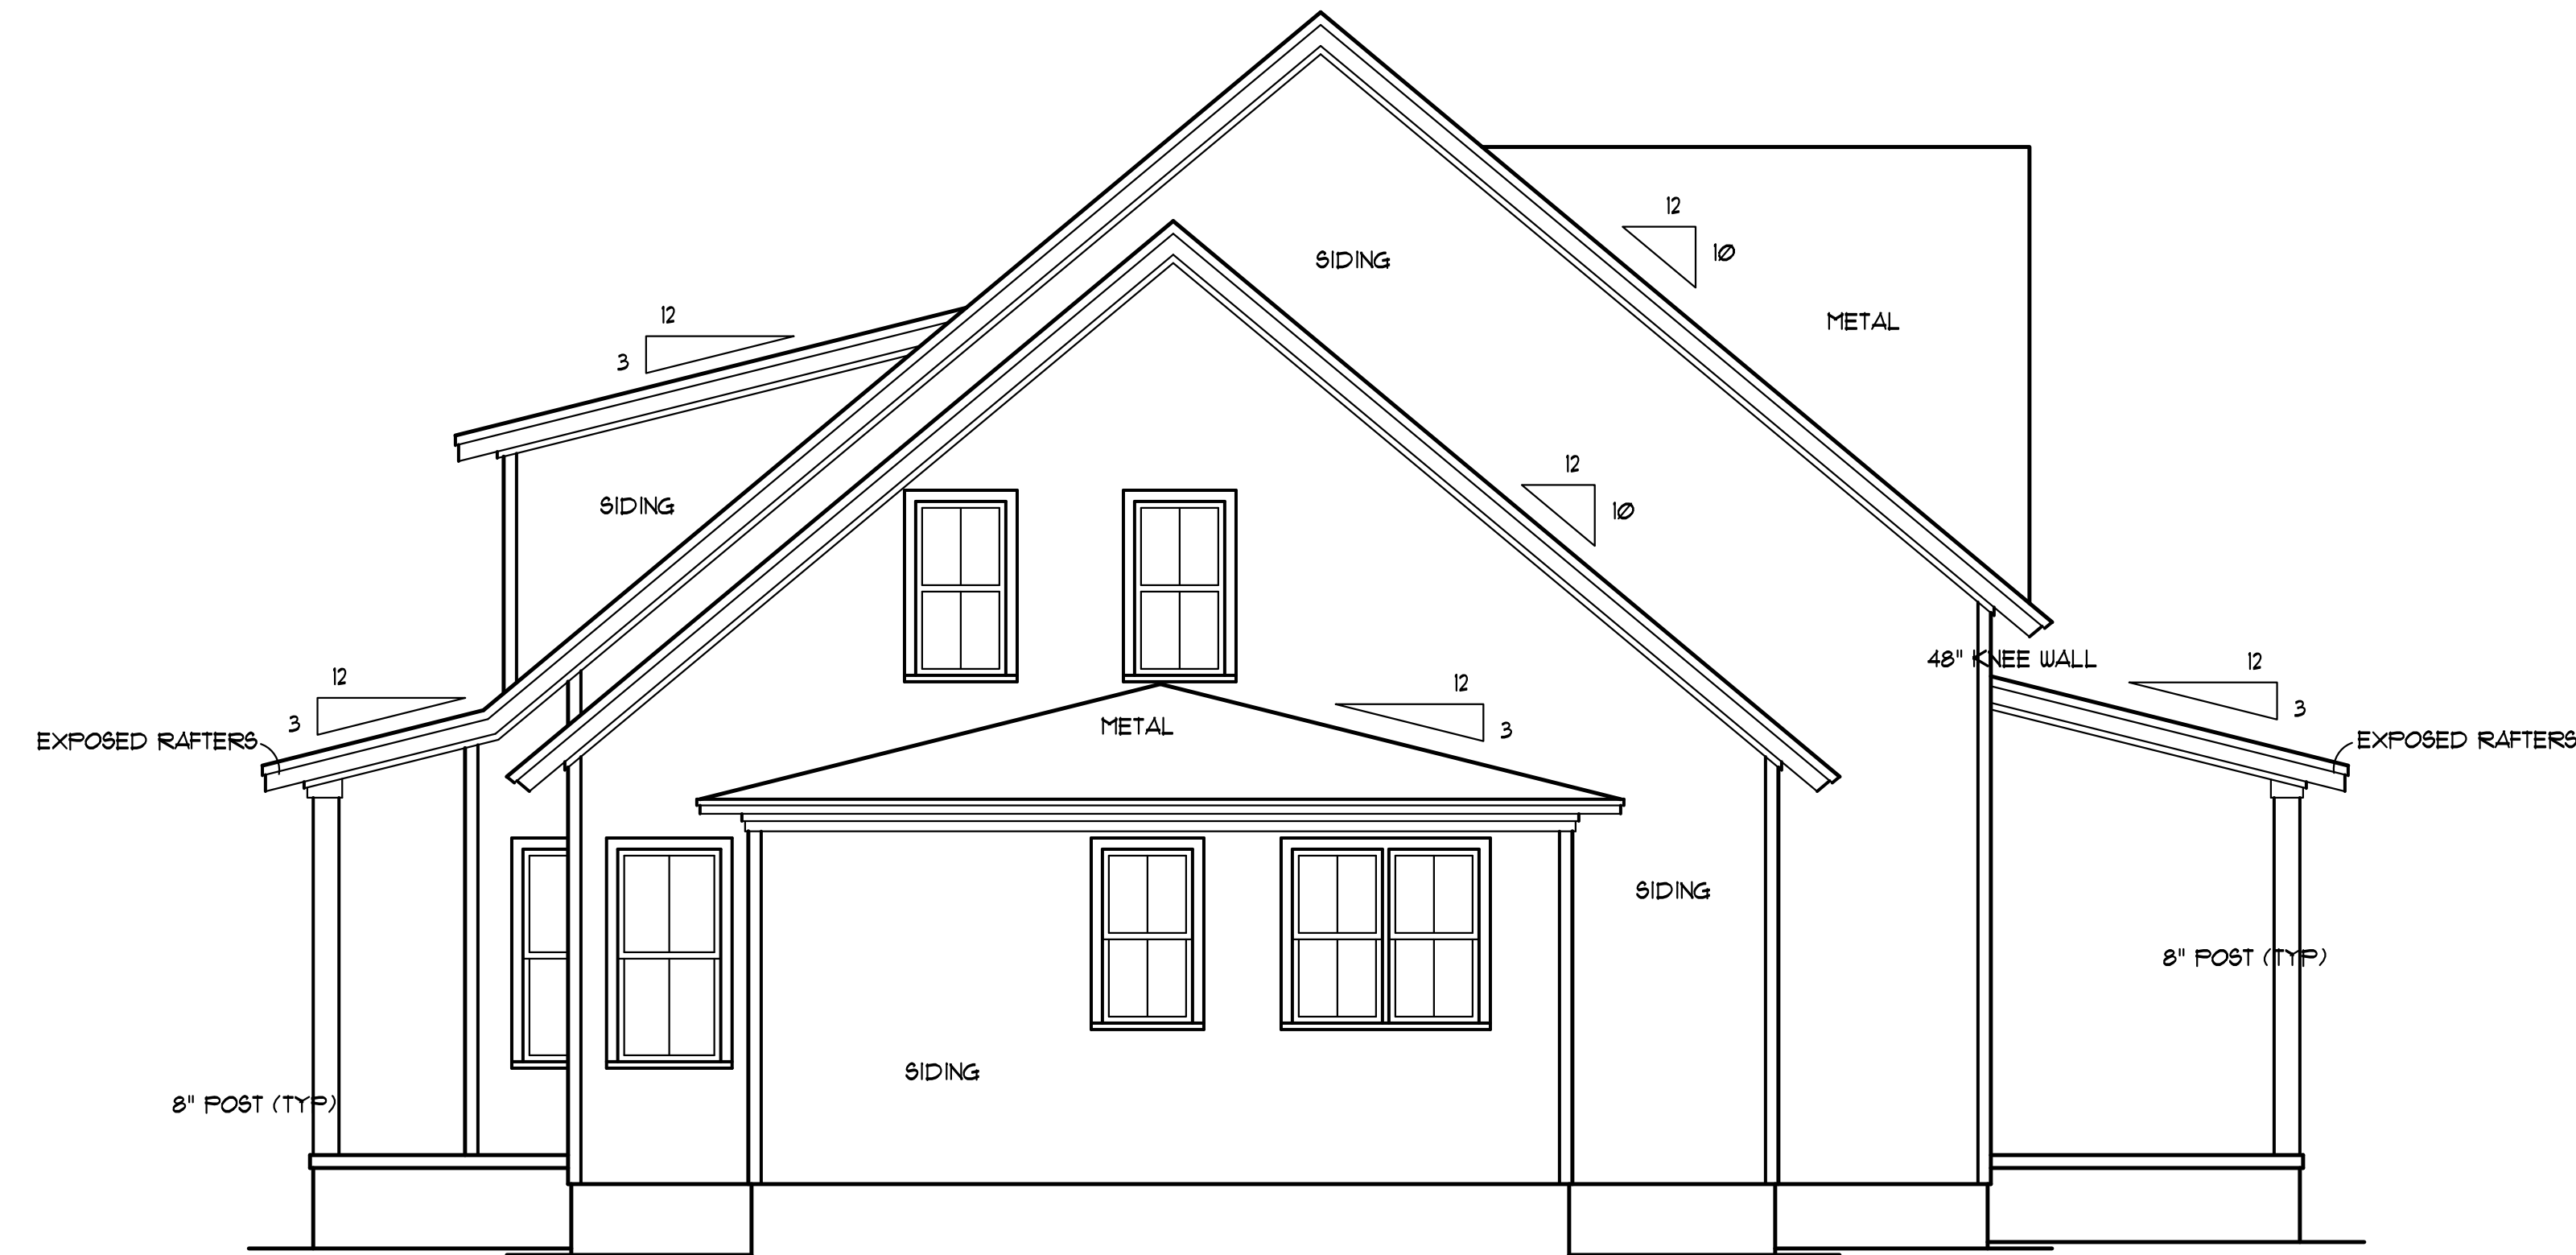 12
10
SIDING
12
METAL
3
12
10
SIDING
48" KNEE WALL
12
12
12
3
3
METAL
3
EXPOSED RAFTERS
EXPOSED RAFTERS
SIDING
8" POST (TYP)
SIDING
8" POST (TYP)